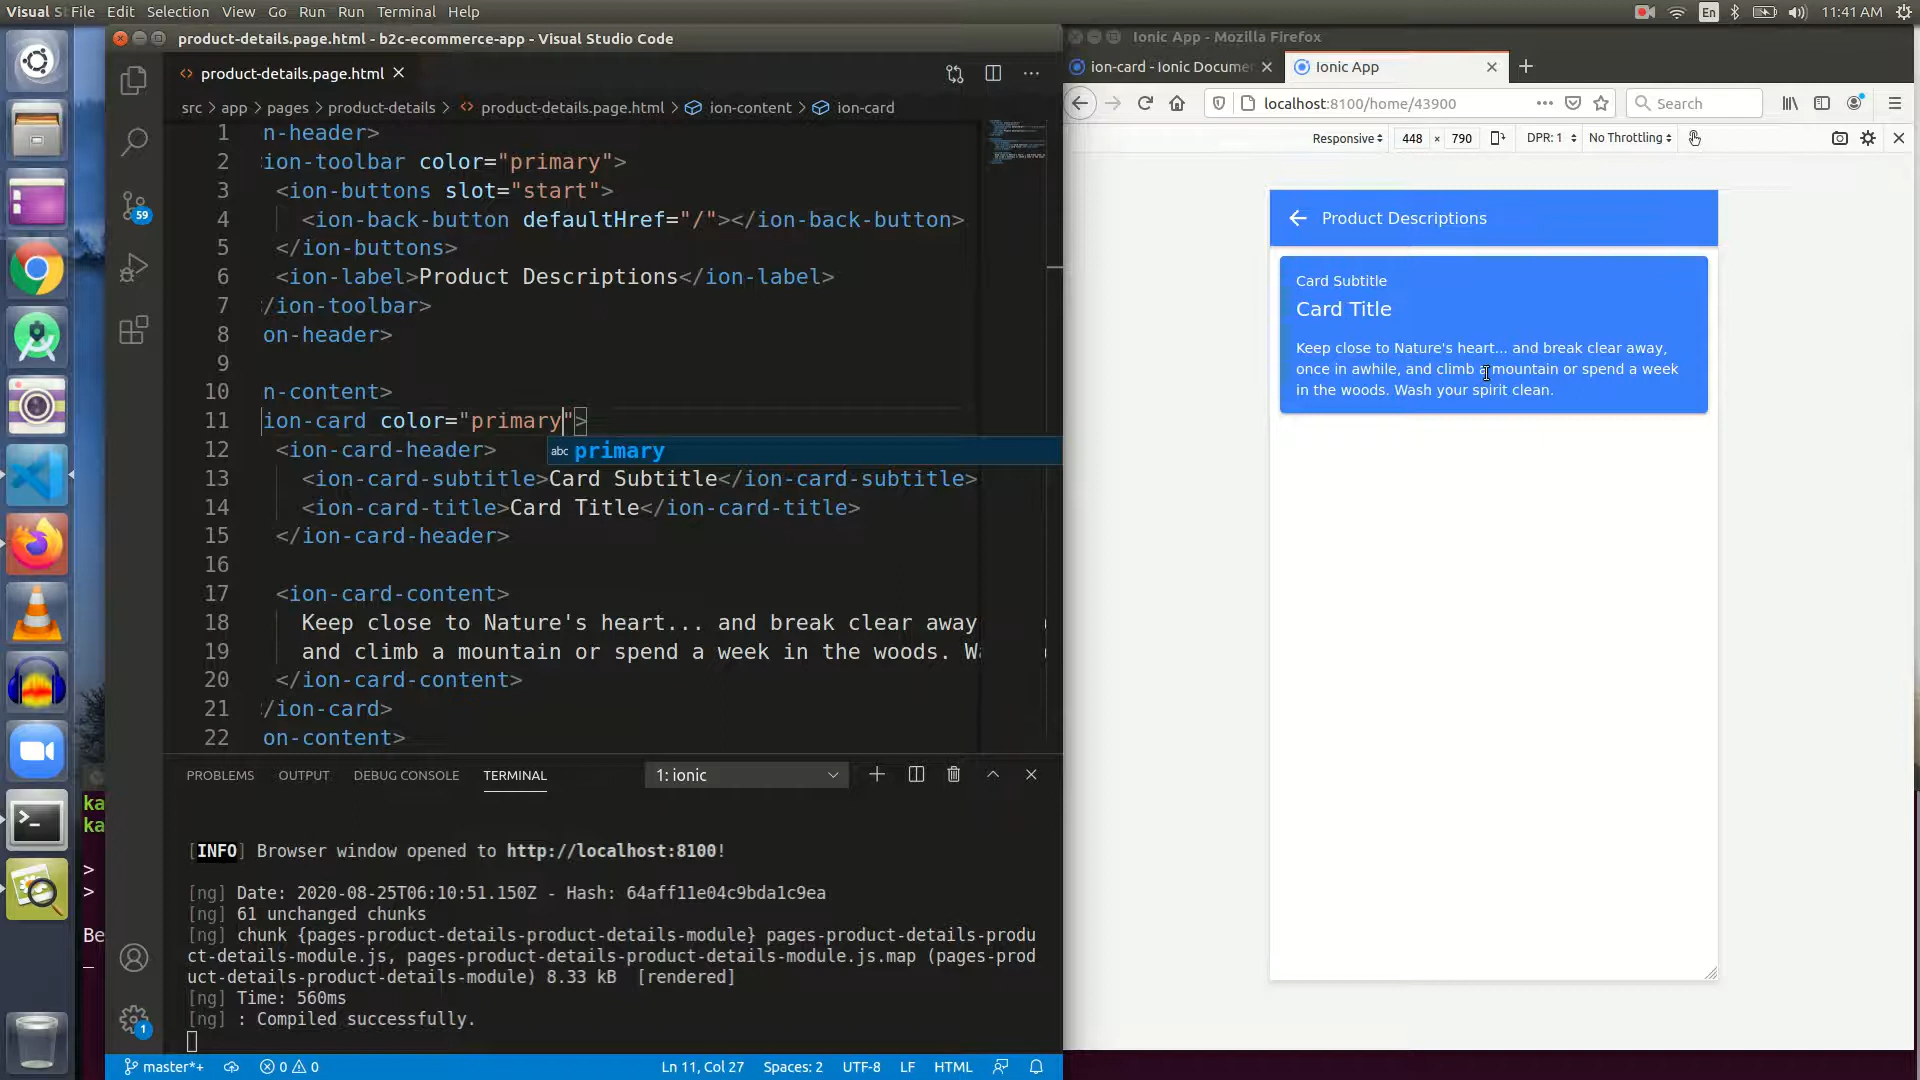 Visual St File Edit Selection View Go Run Run Terminal Help
En 11:41 AM
product-details.page.html - b2c-ecommerce-app - Visual Studio Code
product-details.page.html
src > app > pages > product-details > product-details.page.html > ion-content > ion-card
1 n-header>
2 ion-toolbar color="primary">
3 <ion-buttons slot="start">
4 <ion-back-button defaultHref="/"></ion-back-button>
5 </ion-buttons>
6 <ion-label>Product Descriptions</ion-label>
7 /ion-toolbar>
8 on-header>
9
10 n-content>
11 ion-card color="primary">
abc primary
12 <ion-card-header>
13 <ion-card-subtitle>Card Subtitle</ion-card-subtitle>
14 <ion-card-title>Card Title</ion-card-title>
15 </ion-card-header>
16
17 <ion-card-content>
18 Keep close to Nature's heart... and break clear away
19 and climb a mountain or spend a week in the woods. Wa
20 </ion-card-content>
21 /ion-card>
22 on-content>
59
1
PROBLEMS OUTPUT DEBUG CONSOLE TERMINAL 1: ionic
[INFO] Browser window opened to http://localhost:8100!
[ng] Date: 2020-08-25T06:10:51.150Z - Hash: 64aff11e04c9bda1c9ea
[ng] 61 unchanged chunks
[ng] chunk {pages-product-details-product-details-module} pages-product-details-produ
ct-details-module.js, pages-product-details-product-details-module.js.map (pages-prod
uct-details-product-details-module) 8.33 kB [rendered]
[ng] Time: 560ms
[ng] : Compiled successfully.
master*+ 0 0 Ln 11, Col 27 Spaces: 2 UTF-8 LF HTML
ka
ka
>
>
Be
_
Ionic App - Mozilla Firefox
ion-card - Ionic Docume
Ionic App
localhost:8100/home/43900
Search
Responsive 448 × 790 DPR: 1 No Throttling
Product Descriptions
Card Subtitle
Card Title
Keep close to Nature's heart... and break clear away,
once in awhile, and climb a mountain or spend a week
in the woods. Wash your spirit clean.